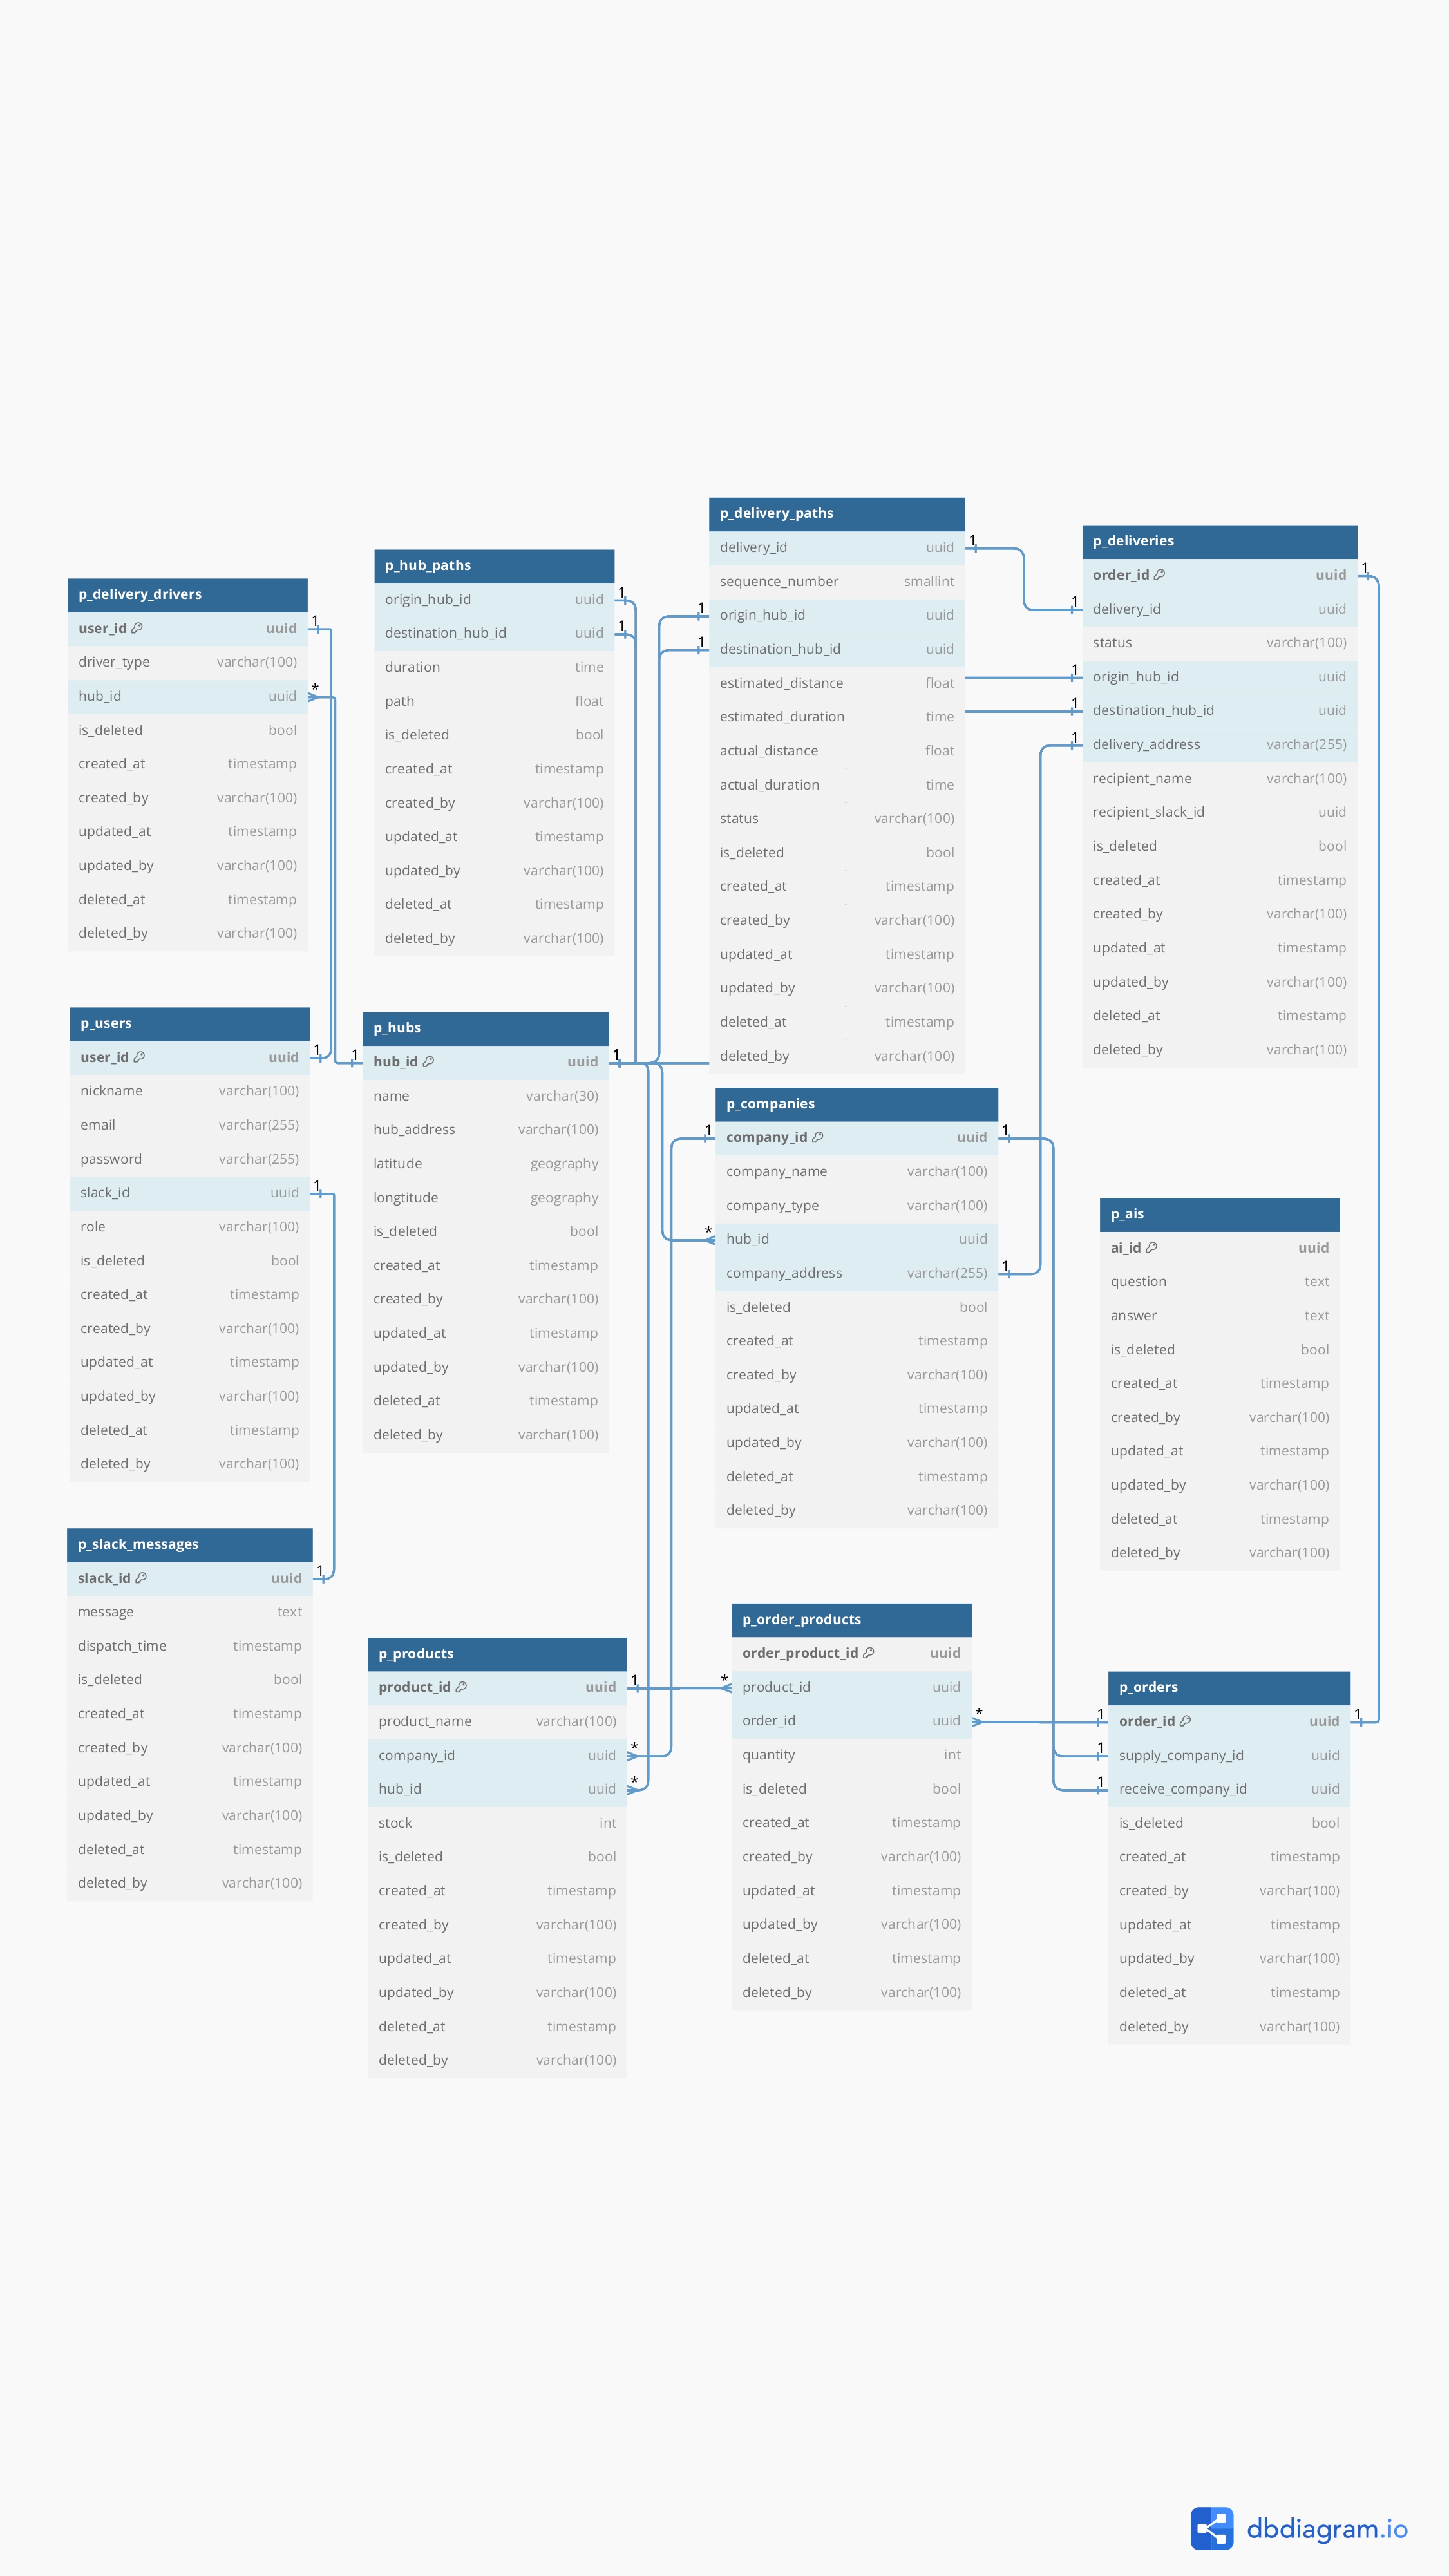 p_delivery_drivers
user_id uuid
driver_type varchar(100)
hub_id uuid
is_deleted bool
created_at timestamp
created_by varchar(100)
updated_at timestamp
updated_by varchar(100)
deleted_at timestamp
deleted_by varchar(100)
1
*
p_hub_paths
origin_hub_id uuid
destination_hub_id uuid
duration time
path float
is_deleted bool
created_at timestamp
created_by varchar(100)
updated_at timestamp
updated_by varchar(100)
deleted_at timestamp
deleted_by varchar(100)
1
1
p_delivery_paths
delivery_id uuid
sequence_number smallint
origin_hub_id uuid
destination_hub_id uuid
estimated_distance float
estimated_duration time
actual_distance float
actual_duration time
status varchar(100)
is_deleted bool
created_at timestamp
created_by varchar(100)
updated_at timestamp
updated_by varchar(100)
deleted_at timestamp
deleted_by varchar(100)
1
1
1
p_deliveries
order_id uuid
delivery_id uuid
status varchar(100)
origin_hub_id uuid
destination_hub_id uuid
delivery_address varchar(255)
recipient_name varchar(100)
recipient_slack_id uuid
is_deleted bool
created_at timestamp
created_by varchar(100)
updated_at timestamp
updated_by varchar(100)
deleted_at timestamp
deleted_by varchar(100)
1
1
1
1
1
p_users
user_id uuid
nickname varchar(100)
email varchar(255)
password varchar(255)
slack_id uuid
role varchar(100)
is_deleted bool
created_at timestamp
created_by varchar(100)
updated_at timestamp
updated_by varchar(100)
deleted_at timestamp
deleted_by varchar(100)
1
1
p_hubs
hub_id uuid
name varchar(30)
hub_address varchar(100)
latitude geography
longtitude geography
is_deleted bool
created_at timestamp
created_by varchar(100)
updated_at timestamp
updated_by varchar(100)
deleted_at timestamp
deleted_by varchar(100)
1
1
p_companies
company_id uuid
company_name varchar(100)
company_type varchar(100)
hub_id uuid
company_address varchar(255)
is_deleted bool
created_at timestamp
created_by varchar(100)
updated_at timestamp
updated_by varchar(100)
deleted_at timestamp
deleted_by varchar(100)
1
1
*
1
p_ais
ai_id uuid
question text
answer text
is_deleted bool
created_at timestamp
created_by varchar(100)
updated_at timestamp
updated_by varchar(100)
deleted_at timestamp
deleted_by varchar(100)
p_slack_messages
slack_id uuid
message text
dispatch_time timestamp
is_deleted bool
created_at timestamp
created_by varchar(100)
updated_at timestamp
updated_by varchar(100)
deleted_at timestamp
deleted_by varchar(100)
1
p_products
product_id uuid
product_name varchar(100)
company_id uuid
hub_id uuid
stock int
is_deleted bool
created_at timestamp
created_by varchar(100)
updated_at timestamp
updated_by varchar(100)
deleted_at timestamp
deleted_by varchar(100)
1
*
*
p_order_products
order_product_id uuid
product_id uuid
order_id uuid
quantity int
is_deleted bool
created_at timestamp
created_by varchar(100)
updated_at timestamp
updated_by varchar(100)
deleted_at timestamp
deleted_by varchar(100)
*
*
p_orders
order_id uuid
supply_company_id uuid
receive_company_id uuid
is_deleted bool
created_at timestamp
created_by varchar(100)
updated_at timestamp
updated_by varchar(100)
deleted_at timestamp
deleted_by varchar(100)
1
1
1
1
dbdiagram.io